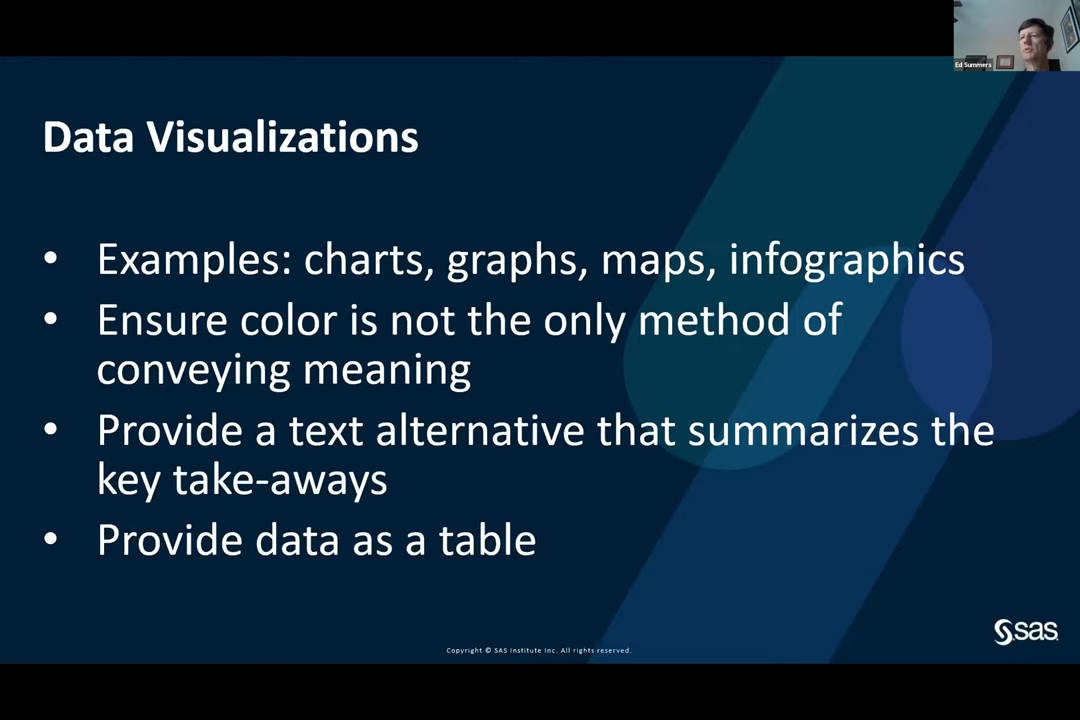 Ed Summers
Data Visualizations
• Examples: charts, graphs, maps, infographics
• Ensure color is not the only method of
conveying meaning
• Provide a text alternative that summarizes the
key take-aways
• Provide data as a table
sas
Copyright © SAS Institute Inc. All rights reserved.